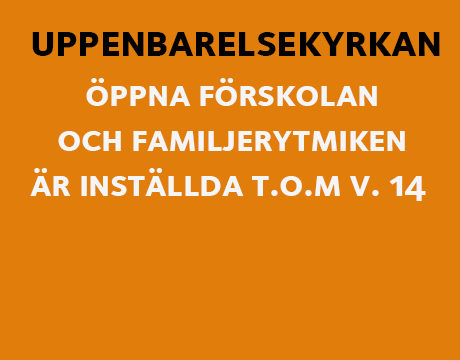 UPPENBARELSEKYRKAN
ÖPPNA FÖRSKOLAN
OCH FAMILJERYTMIKEN
ÄR INSTÄLLDA T.O.M V. 14